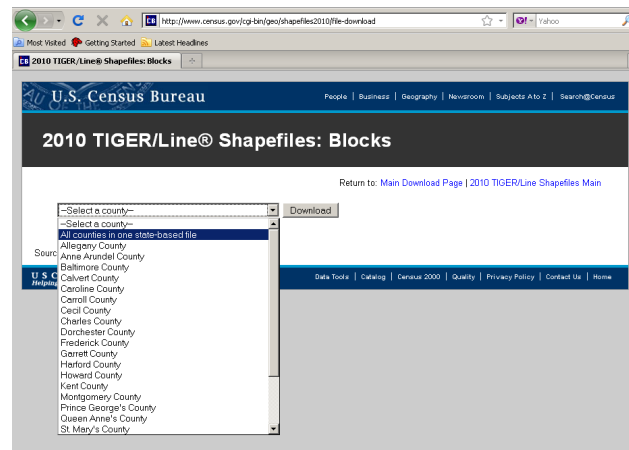 http://www.census.gov/cgi-bin/geo/shapefiles2010/file-download
Yahoo
Most Visited Getting Started Latest Headlines
CB 2010 TIGER/Line® Shapefiles: Blocks
U.S. Census Bureau
People | Business | Geography | Newsroom | Subjects A to Z | Search@Census
2010 TIGER/Line® Shapefiles: Blocks
Return to: Main Download Page | 2010 TIGER/Line Shapefiles Main
--Select a county-- Download
--Select a county--
All counties in one state-based file
Allegany County
Anne Arundel County
Sourc
Baltimore County
U S C
Calvert County
Data Tools | Catalog | Census 2000 | Quality | Privacy Policy | Contact Us | Home
Helping
Caroline County
Carroll County
Cecil County
Charles County
Dorchester County
Frederick County
Garrett County
Harford County
Howard County
Kent County
Montgomery County
Prince George's County
Queen Anne's County
St. Mary's County